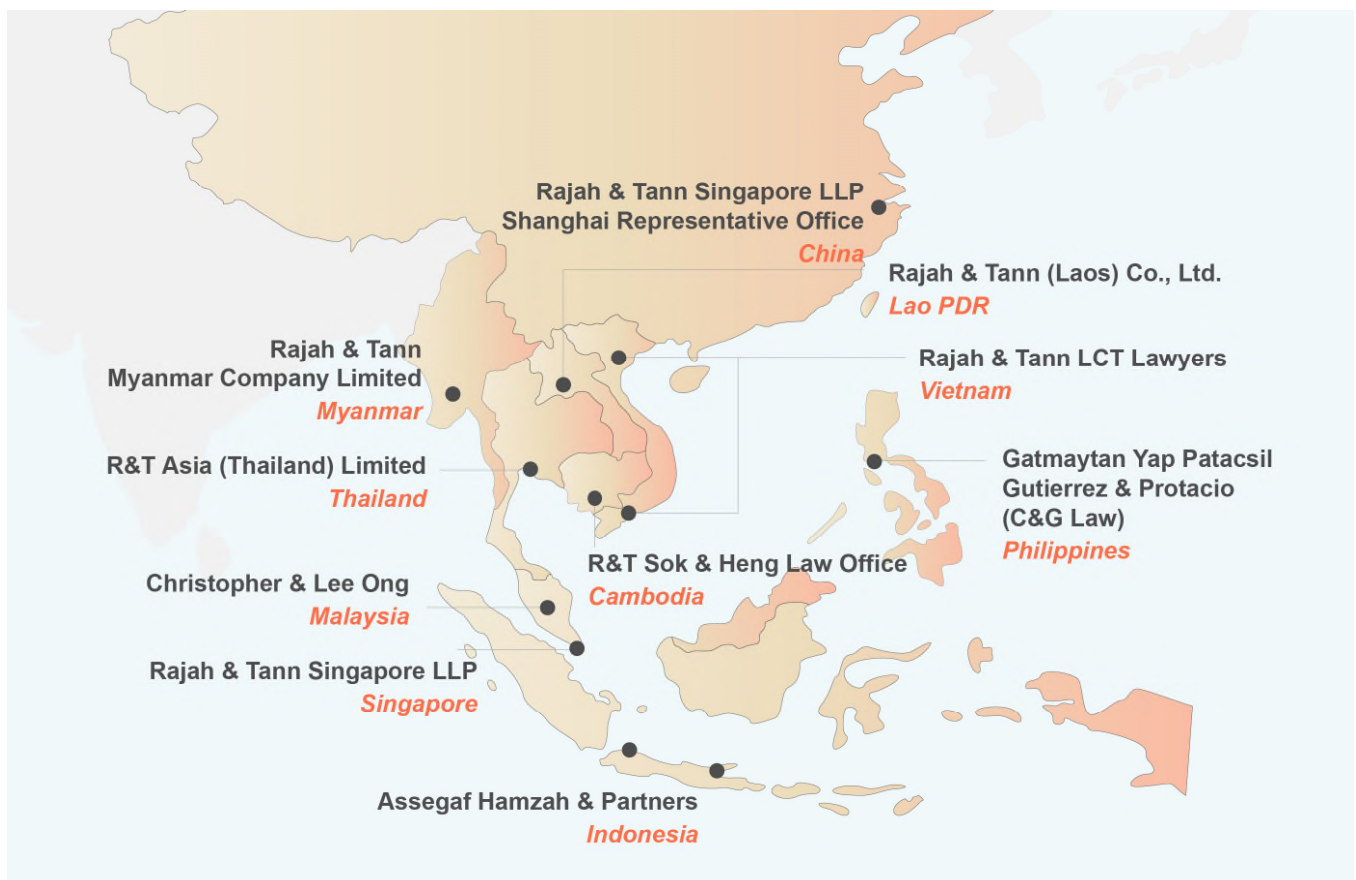 Rajah & Tann Singapore LLP
Shanghai Representative Office
China
Rajah & Tann (Laos) Co., Ltd.
Lao PDR
Rajah & Tann
Myanmar Company Limited
Myanmar
Rajah & Tann LCT Lawyers
Vietnam
R&T Asia (Thailand) Limited
Thailand
Gatmaytan Yap Patacsil
Gutierrez & Protacio
(C&G Law)
Philippines
R&T Sok & Heng Law Office
Cambodia
Christopher & Lee Ong
Malaysia
Rajah & Tann Singapore LLP
Singapore
Assegaf Hamzah & Partners
Indonesia